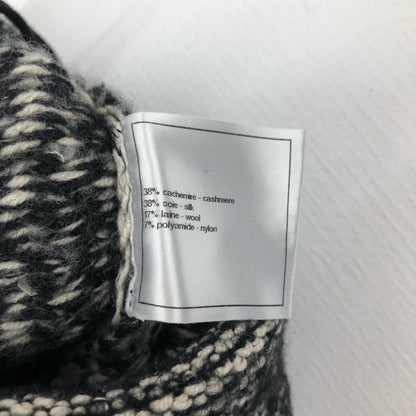 38% cachemire - cashmere
38% soie - silk
17% laine - wool
7% polyamide - nylon